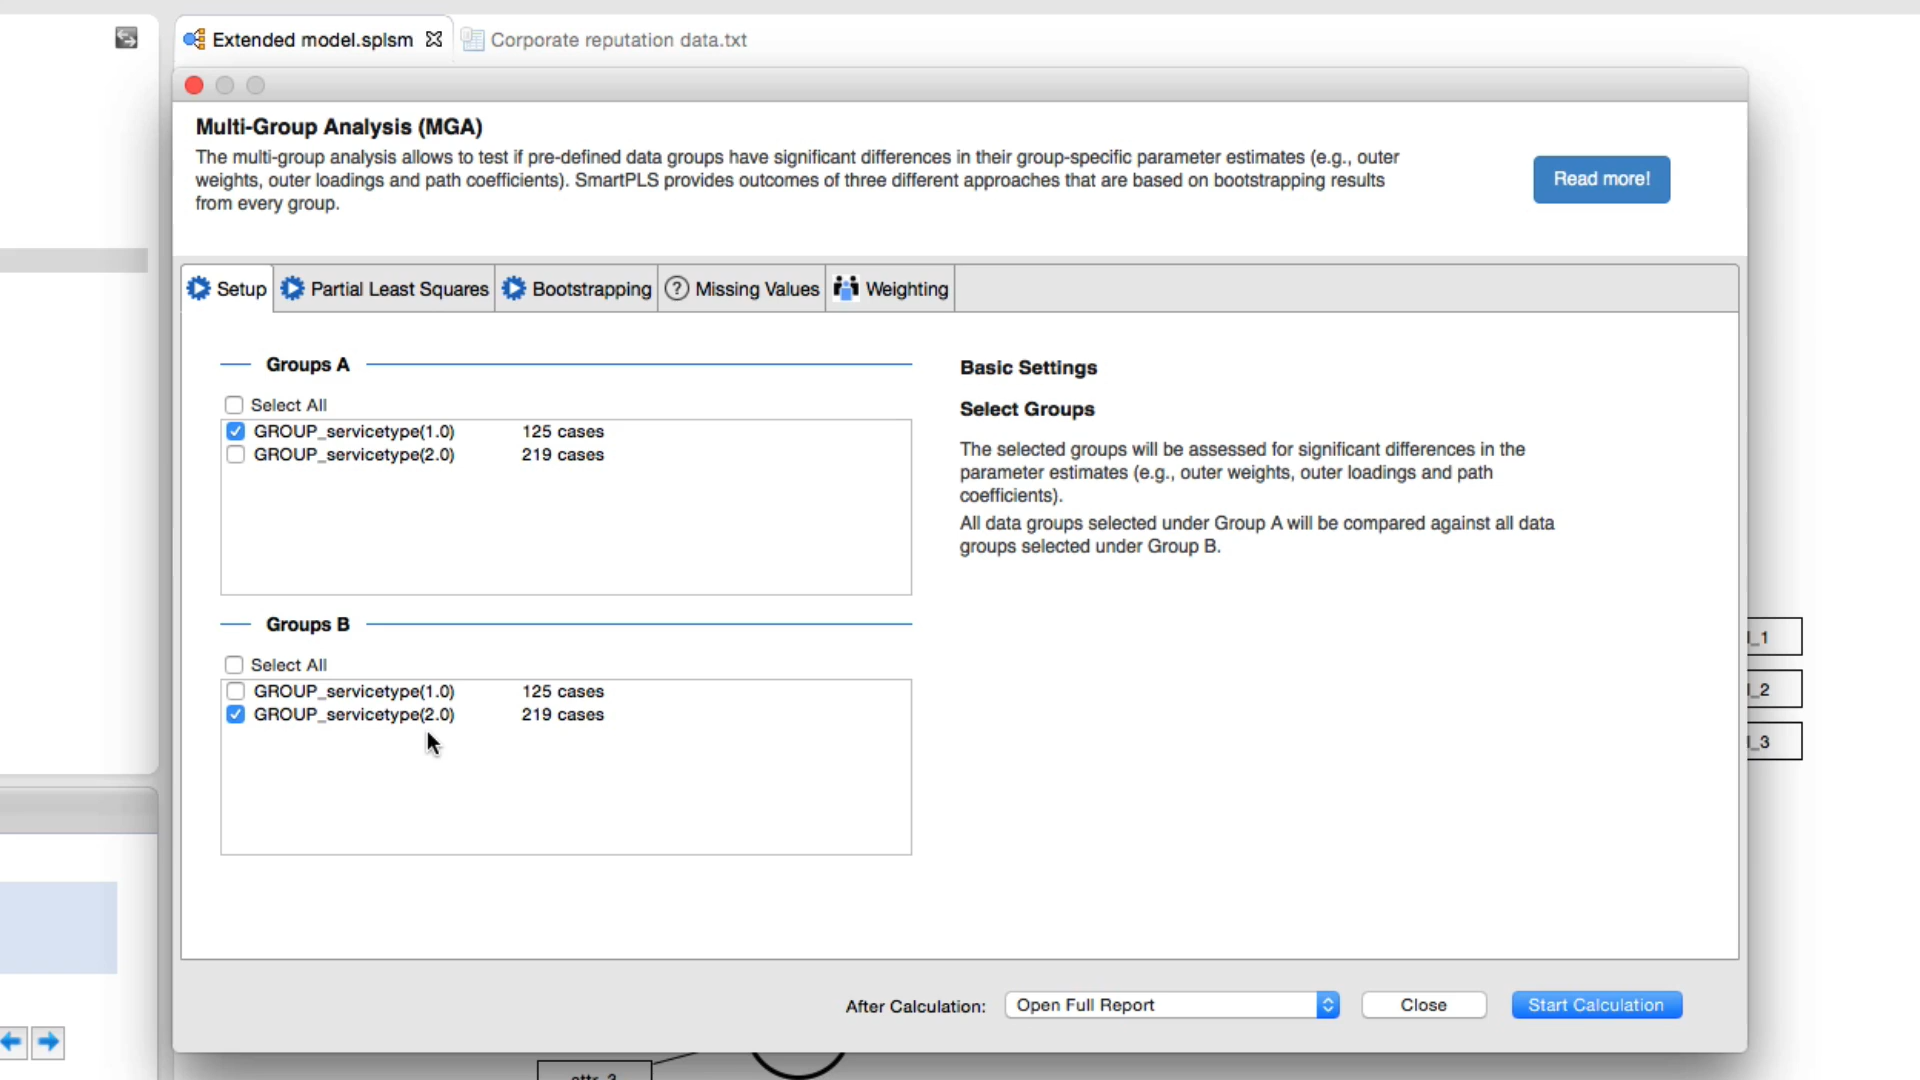 Extended model.splsm
Corporate reputation data.txt
Multi-Group Analysis (MGA)
The multi-group analysis allows to test if pre-defined data groups have significant differences in their group-specific parameter estimates (e.g., outer
weights, outer loadings and path coefficients). SmartPLS provides outcomes of three different approaches that are based on bootstrapping results
from every group.
Read more!
Setup
Partial Least Squares
Bootstrapping
Missing Values
Weighting
Groups A
Select All
GROUP_servicetype(1.0) 125 cases
GROUP_servicetype(2.0) 219 cases
Groups B
Select All
GROUP_servicetype(1.0) 125 cases
GROUP_servicetype(2.0) 219 cases
Basic Settings
Select Groups
The selected groups will be assessed for significant differences in the
parameter estimates (e.g., outer weights, outer loadings and path
coefficients).
All data groups selected under Group A will be compared against all data
groups selected under Group B.
After Calculation:
Open Full Report
Close
Start Calculation